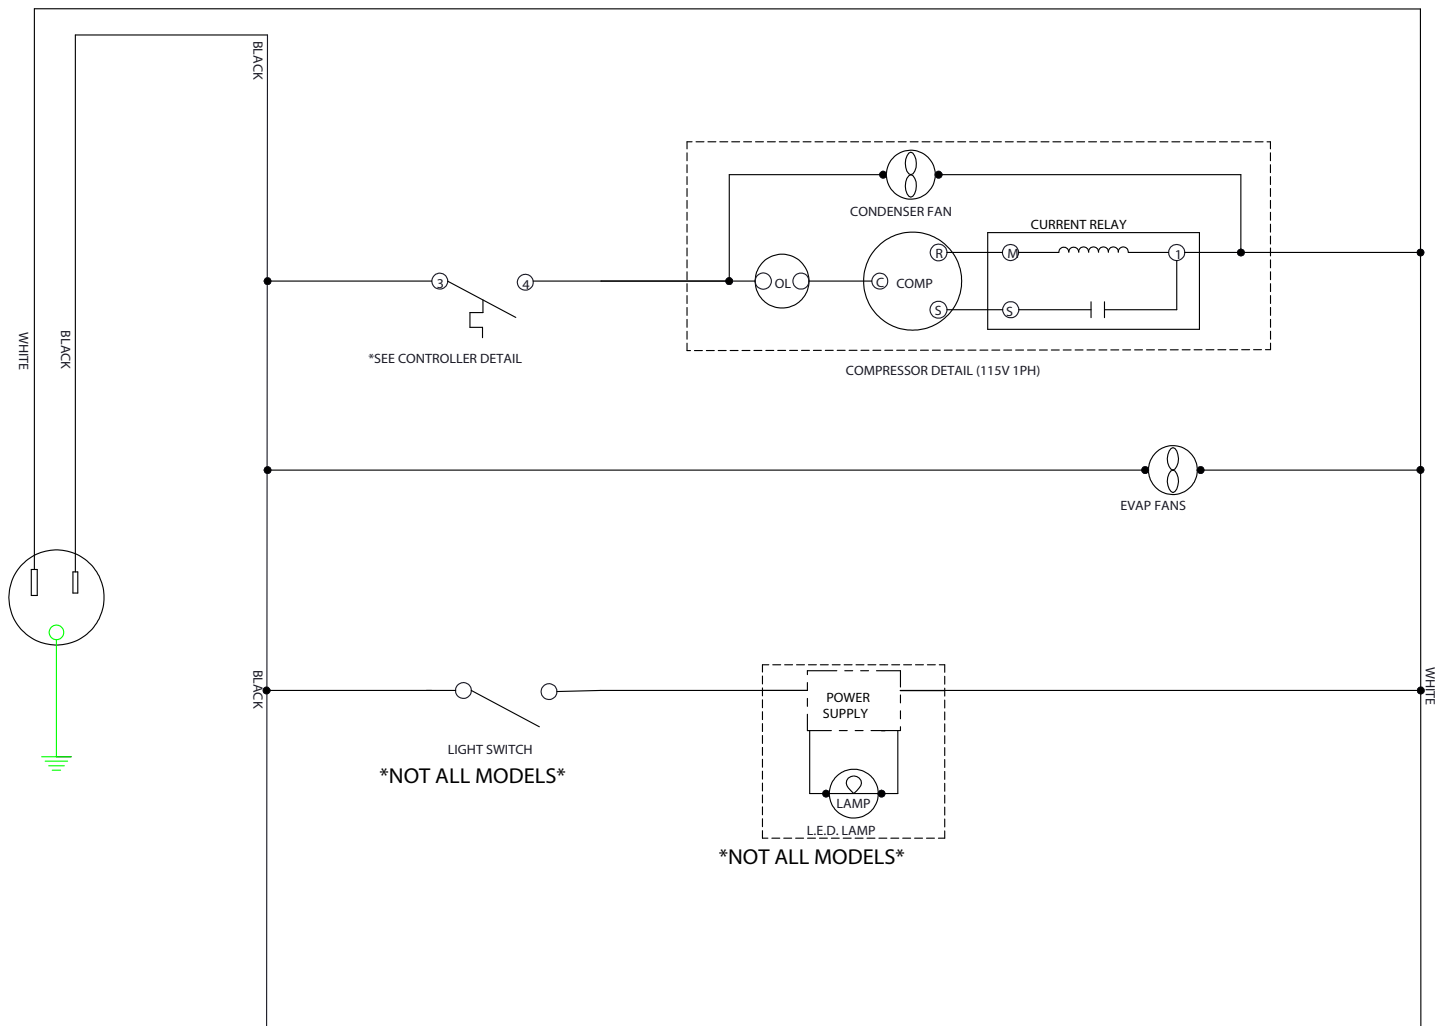 BLACK
CONDENSER FAN
CURRENT RELAY
R
M
1
3
4
OL
C
COMP
S
S
WHITE
BLACK
*SEE CONTROLLER DETAIL
COMPRESSOR DETAIL (115V 1PH)
EVAP FANS
BLACK
WHITE
POWER
SUPPLY
LIGHT SWITCH
*NOT ALL MODELS*
LAMP
L.E.D. LAMP
*NOT ALL MODELS*